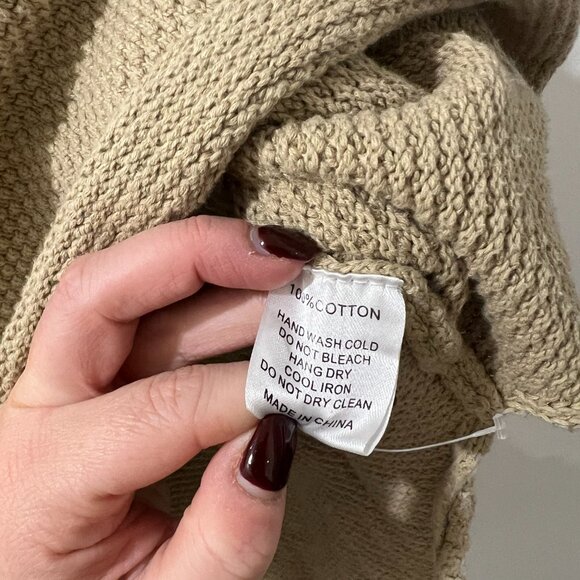 100% COTTON
HAND WASH COLD
DO NOT BLEACH
HANG DRY
COOL IRON
DO NOT DRY CLEAN
MADE IN CHINA